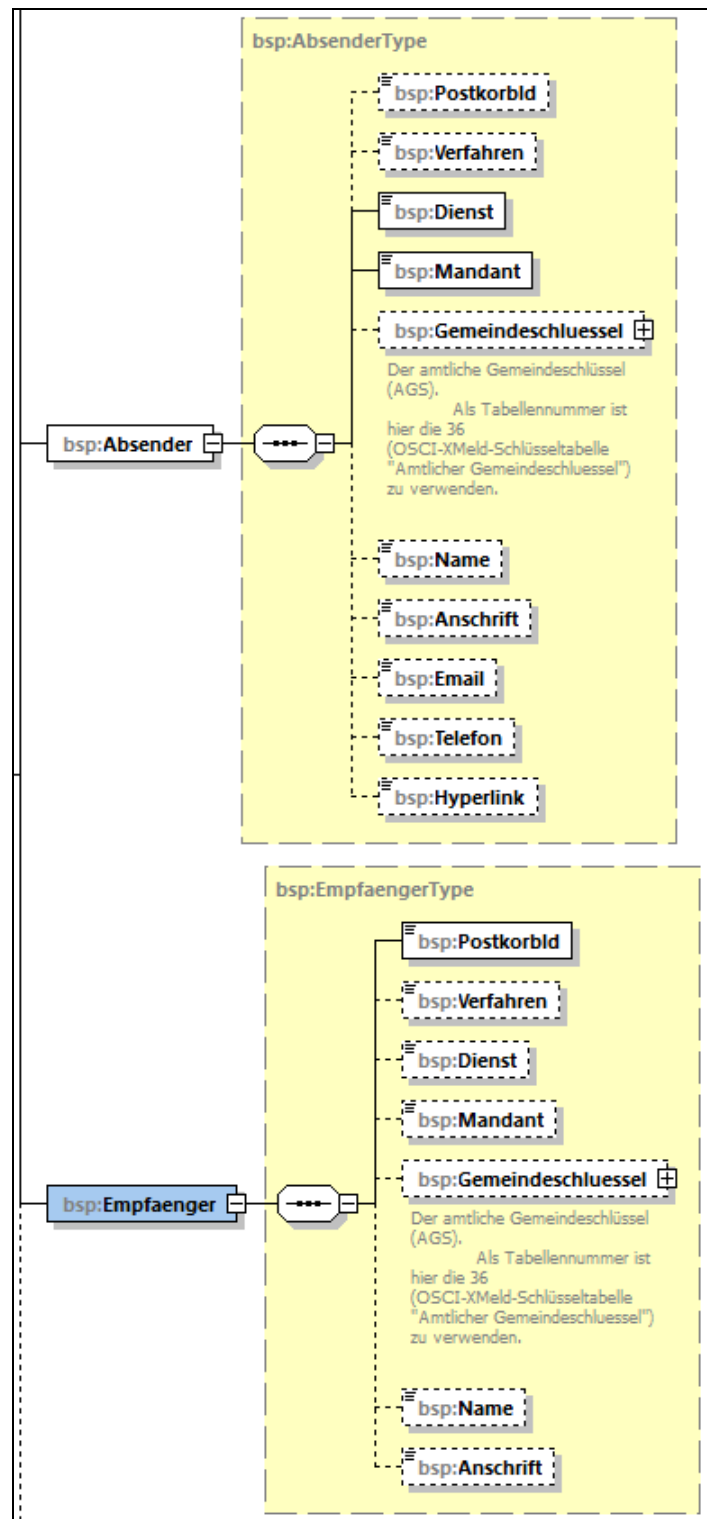 bsp:AbsenderType
bsp:PostkorbId
bsp:Verfahren
bsp:Dienst
bsp:Mandant
bsp:Gemeindeschluessel
Der amtliche Gemeindeschlüssel
(AGS).
Als Tabellennummer ist
hier die 36
(OSCI-XMeld-Schlüsseltabelle
"Amtlicher Gemeindeschluessel")
zu verwenden.
bsp:Absender
bsp:Name
bsp:Anschrift
bsp:Email
bsp:Telefon
bsp:Hyperlink
bsp:EmpfaengerType
bsp:PostkorbId
bsp:Verfahren
bsp:Dienst
bsp:Mandant
bsp:Gemeindeschluessel
bsp:Empfaenger
Der amtliche Gemeindeschlüssel
(AGS).
Als Tabellennummer ist
hier die 36
(OSCI-XMeld-Schlüsseltabelle
"Amtlicher Gemeindeschluessel")
zu verwenden.
bsp:Name
bsp:Anschrift